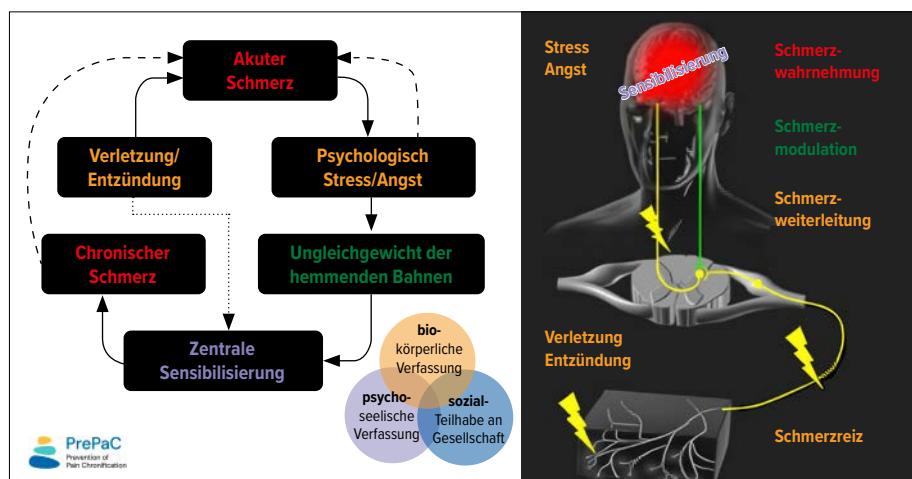 Akuter
Schmerz
Verletzung/
Entzündung
Psychologisch
Stress/Angst
Chronischer
Schmerz
Ungleichgewicht der
hemmenden Bahnen
Zentrale
Sensibilisierung
bio-
körperliche
Verfassung
psycho-
seelische
Verfassung
sozial-
Teilhabe an
Gesellschaft
PrePaC
Prevention of
Pain Chronification
Stress
Angst
Sensibilisierung
Schmerz-
wahrnehmung
Schmerz-
modulation
Schmerz-
weiterleitung
Verletzung
Entzündung
Schmerzreiz